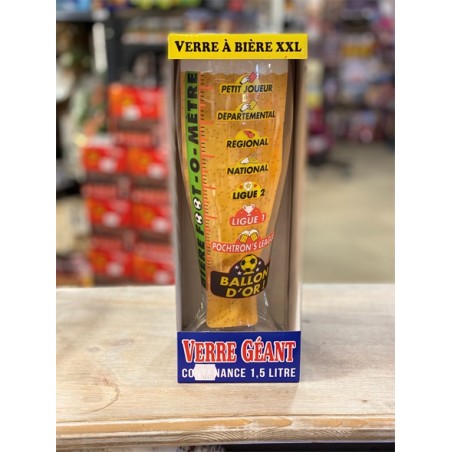 VERRE À BIÈRE XXL
PETIT JOUEUR
DÉPARTEMENTAL
RÉGIONAL
NATIONAL
LIGUE 2
LIGUE 1
POCHTRON'S LEAGUE
BALLON
D'OR !
FOOT-O-MÈTRE
VERRE GÉANT
1,5 LITRE